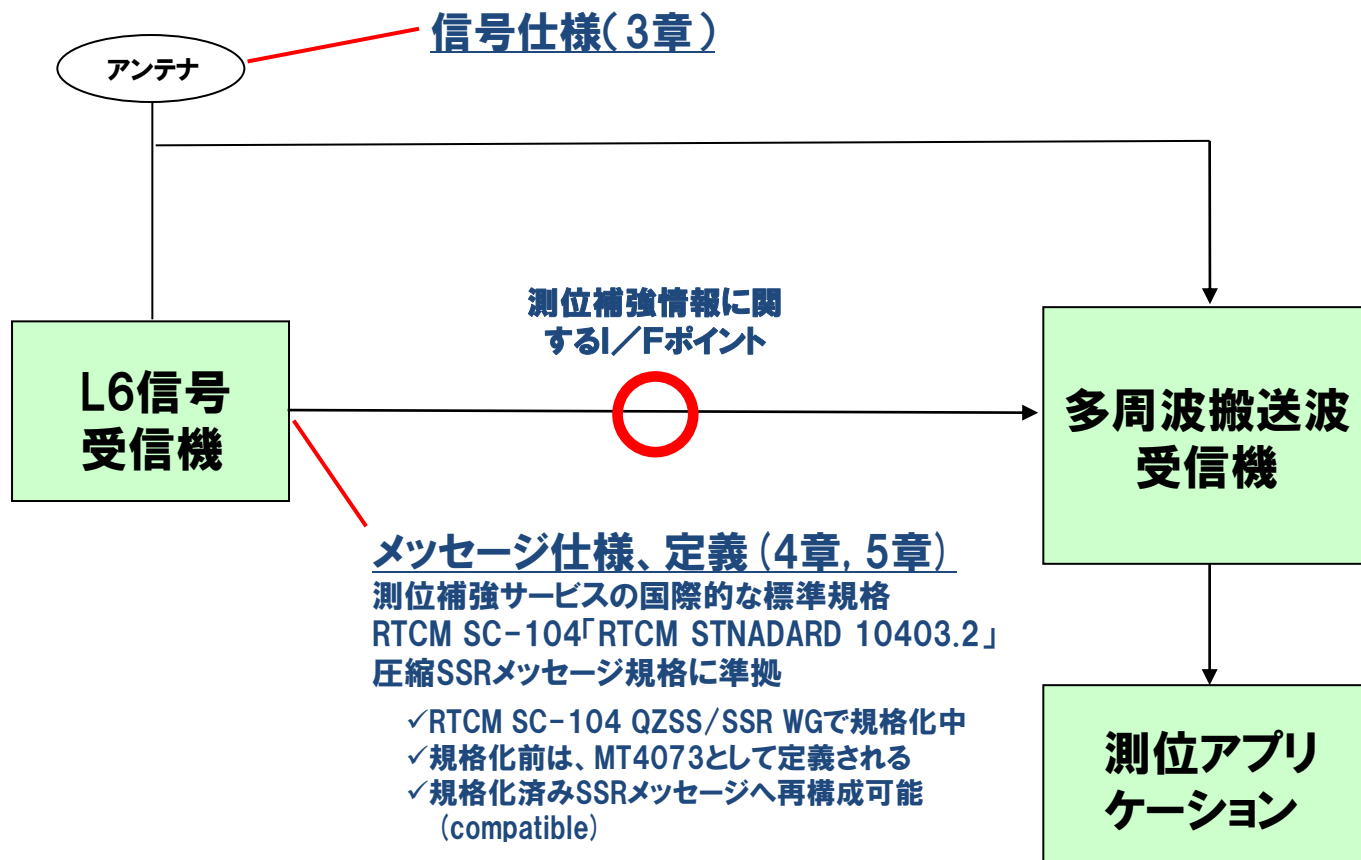 信号仕様(3章)
アンテナ
測位補強情報に関
するI/Fポイント
L6信号
受信機
多周波搬送波
受信機
メッセージ仕様、定義(4章,5章)
測位補強サービスの国際的な標準規格
RTCM SC-104「RTCM STNADARD 10403.2」
圧縮SSRメッセージ規格に準拠
✓RTCM SC-104 QZSS/SSR WGで規格化中
✓規格化前は、MT4073として定義される
✓規格化済みSSRメッセージへ再構成可能
(compatible)
測位アプリ
ケーション